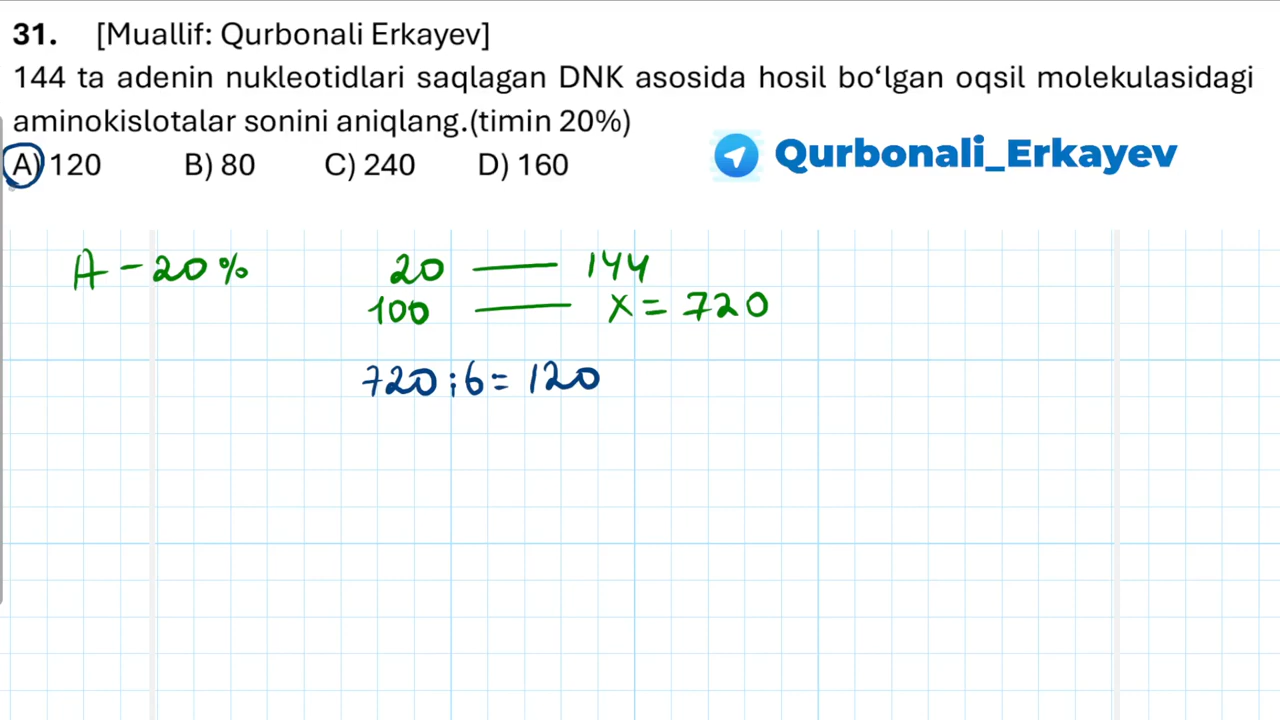 31. [Muallif: Qurbonali Erkayev]
144 ta adenin nukleotidlari saqlagan DNK asosida hosil bo‘lgan oqsil molekulasidagi
aminokislotalar sonini aniqlang.(timin 20%)
A) 120 B) 80 C) 240 D) 160
Qurbonali_Erkayev
A – 20% 20 — 144
100 — x = 720
720 : 6 = 120